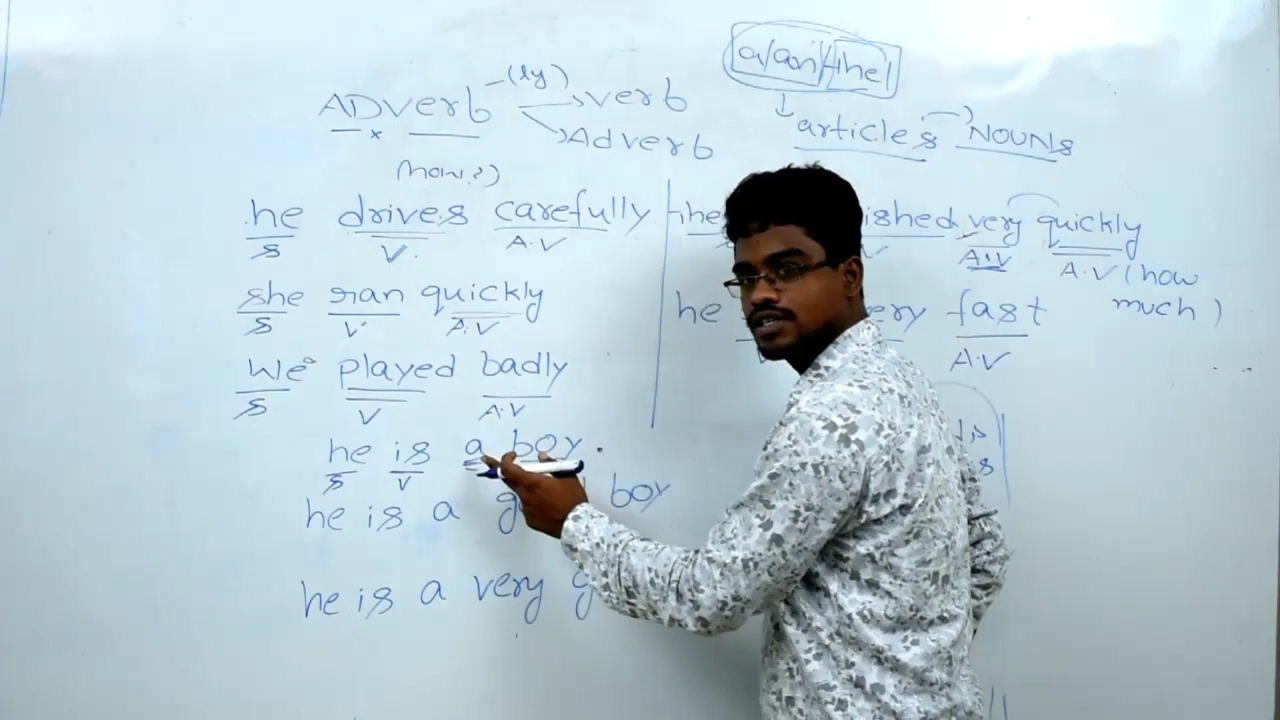 a/an/the
ADverb -(ly) verb
Adverb
articles NOUNs
(how?)
he drives carefully
S V A.V
she ran quickly
S V A.V
We played badly
S V A.V
he is a boy.
S V
he is a boy
he is a very
very quickly
A.V A.V (how much)
he fast
A.V